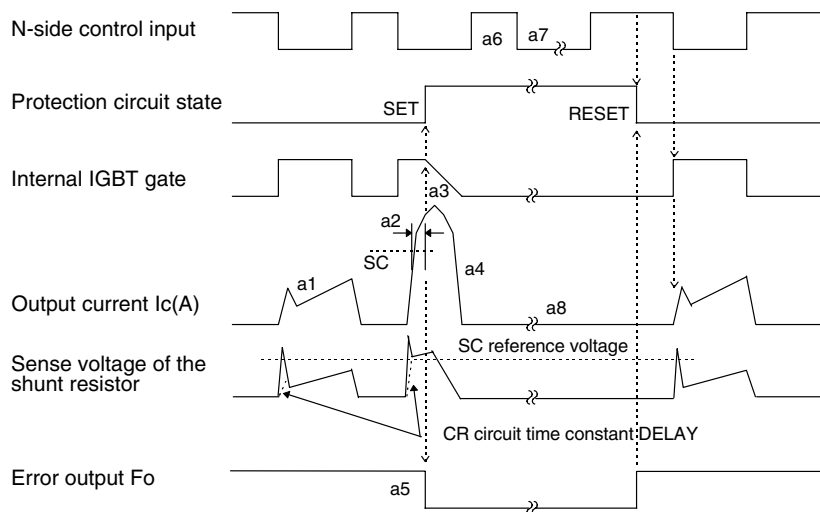 N-side control input
a6
a7
Protection circuit state
SET
RESET
Internal IGBT gate
a3
a2
SC
a4
a1
Output current Ic(A)
a8
SC reference voltage
Sense voltage of the
shunt resistor
CR circuit time constant DELAY
Error output Fo
a5